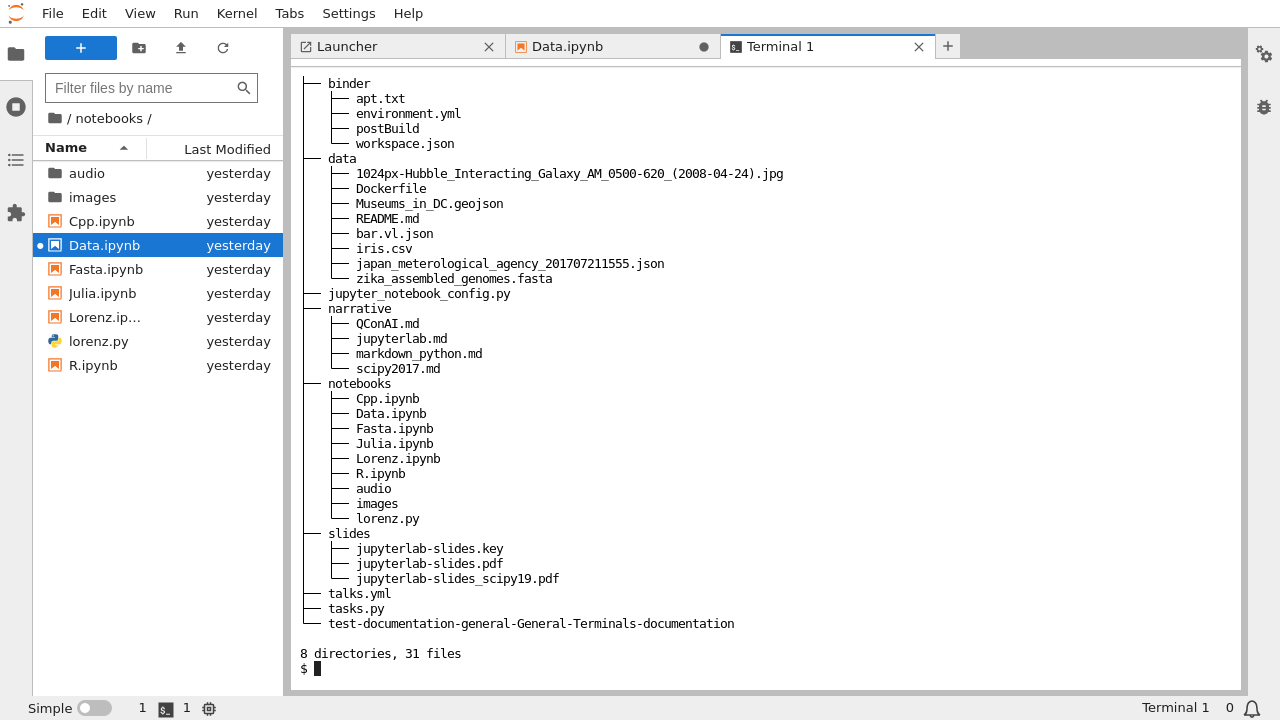 File Edit View Run Kernel Tabs Settings Help
Launcher
Data.ipynb
Terminal 1
Filter files by name
/ notebooks /
Name Last Modified
audio yesterday
images yesterday
Cpp.ipynb yesterday
Data.ipynb yesterday
Fasta.ipynb yesterday
Julia.ipynb yesterday
Lorenz.ip… yesterday
lorenz.py yesterday
R.ipynb yesterday
├── binder
│   ├── apt.txt
│   ├── environment.yml
│   ├── postBuild
│   └── workspace.json
├── data
│   ├── 1024px-Hubble_Interacting_Galaxy_AM_0500-620_(2008-04-24).jpg
│   ├── Dockerfile
│   ├── Museums_in_DC.geojson
│   ├── README.md
│   ├── bar.vl.json
│   ├── iris.csv
│   ├── japan_meterological_agency_201707211555.json
│   └── zika_assembled_genomes.fasta
├── jupyter_notebook_config.py
├── narrative
│   ├── QConAI.md
│   ├── jupyterlab.md
│   ├── markdown_python.md
│   └── scipy2017.md
├── notebooks
│   ├── Cpp.ipynb
│   ├── Data.ipynb
│   ├── Fasta.ipynb
│   ├── Julia.ipynb
│   ├── Lorenz.ipynb
│   ├── R.ipynb
│   ├── audio
│   ├── images
│   └── lorenz.py
├── slides
│   ├── jupyterlab-slides.key
│   ├── jupyterlab-slides.pdf
│   └── jupyterlab-slides_scipy19.pdf
├── talks.yml
├── tasks.py
└── test-documentation-general-General-Terminals-documentation
8 directories, 31 files
$
Simple 1 $_ 1 Terminal 1 0